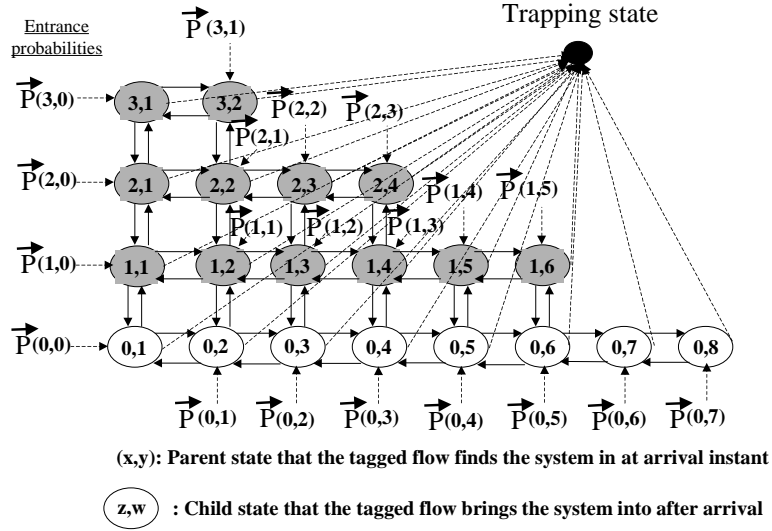 Trapping state
Entrance
probabilities
P(3,1)
P(3,0)
3,1 3,2
P(2,2) P(2,3)
P(2,1)
P(2,0)
2,1 2,2 2,3 2,4
P(1,4) P(1,5)
P(1,1) P(1,2) P(1,3)
P(1,0)
1,1 1,2 1,3 1,4 1,5 1,6
P(0,0)
0,1 0,2 0,3 0,4 0,5 0,6 0,7 0,8
P(0,1) P(0,2) P(0,3) P(0,4) P(0,5) P(0,6) P(0,7)
(x,y): Parent state that the tagged flow finds the system in at arrival instant
z,w : Child state that the tagged flow brings the system into after arrival